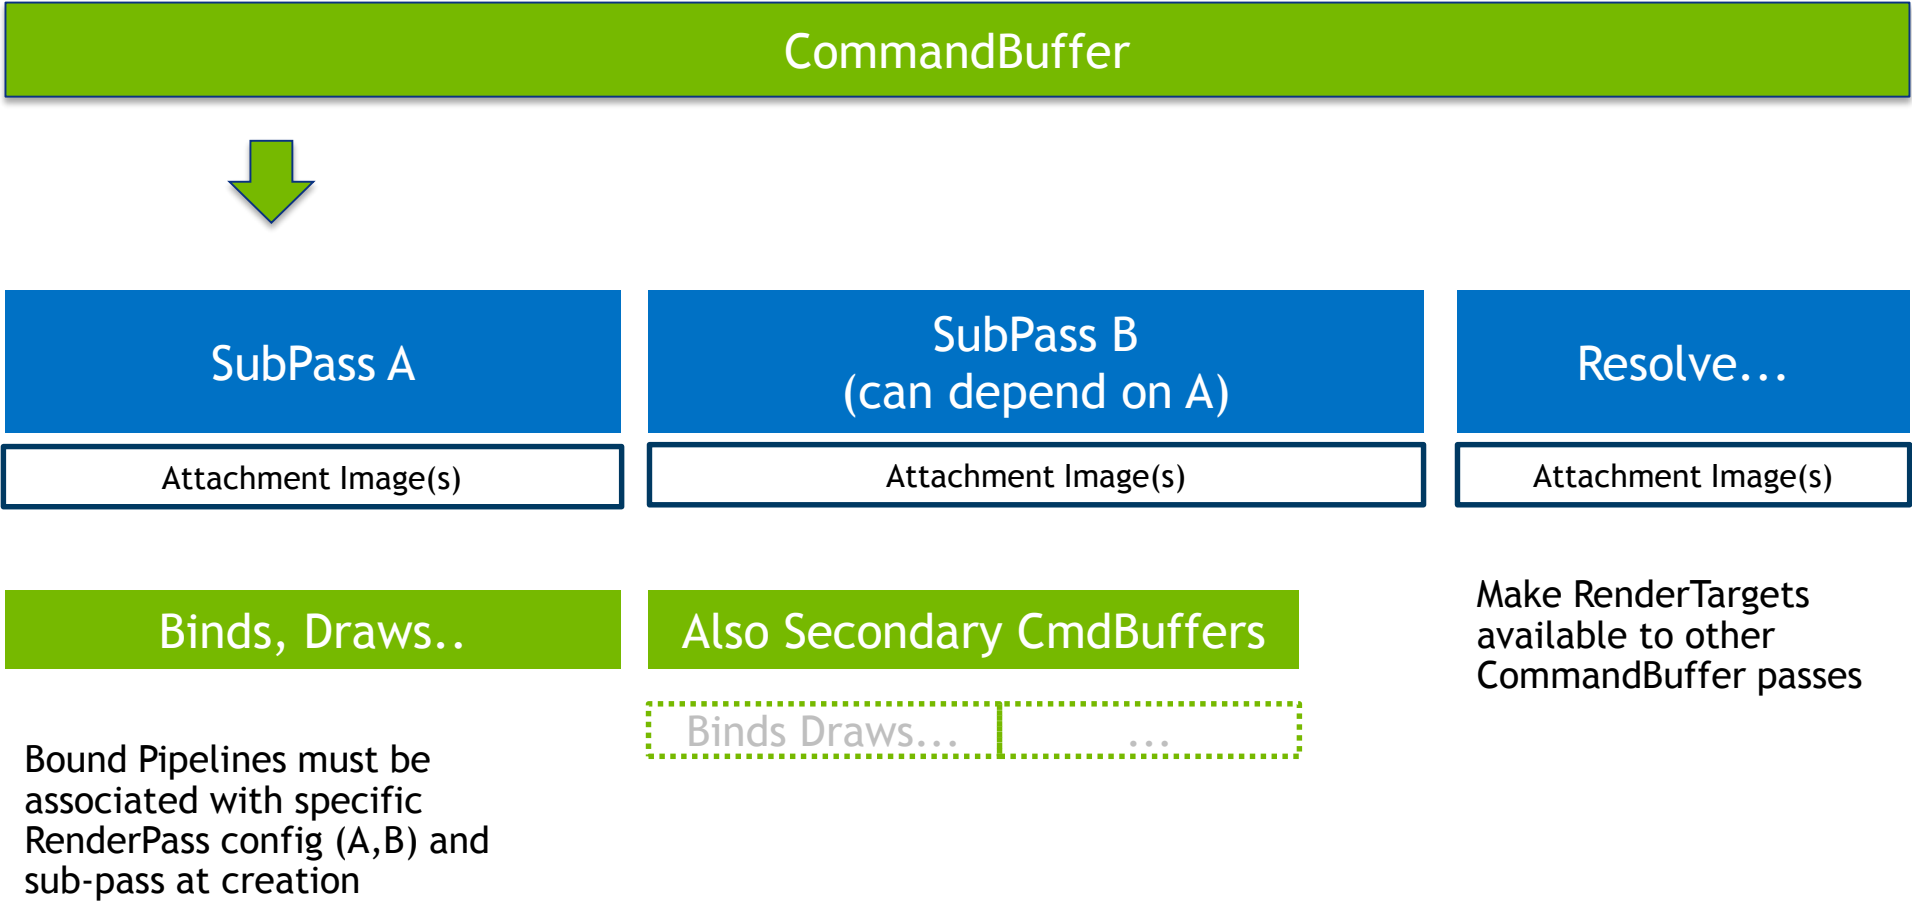 CommandBuffer
SubPass A
SubPass B
(can depend on A)
Resolve...
Attachment Image(s)
Attachment Image(s)
Attachment Image(s)
Binds, Draws..
Also Secondary CmdBuffers
Binds Draws...
...
Make RenderTargets
available to other
CommandBuffer passes
Bound Pipelines must be
associated with specific
RenderPass config (A,B) and
sub-pass at creation